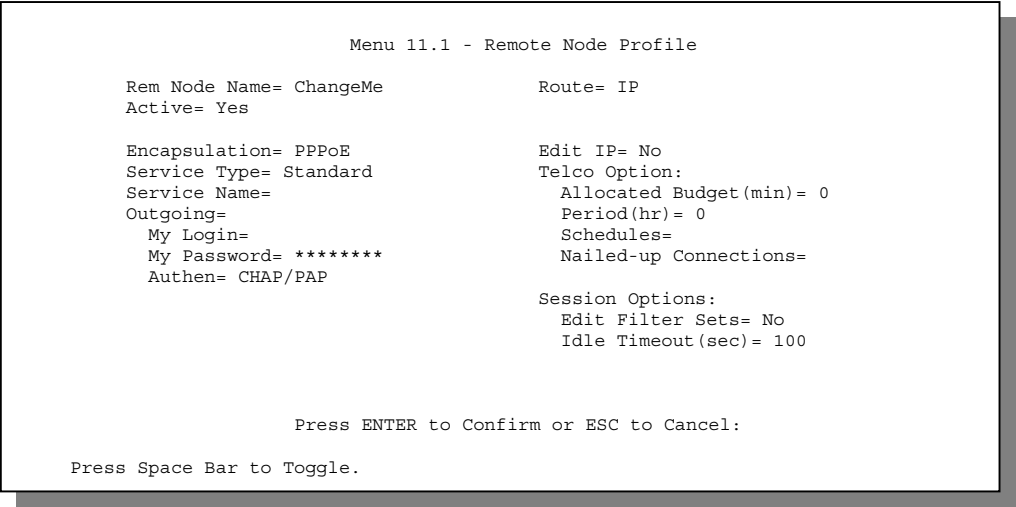 Menu 11.1 - Remote Node Profile
Rem Node Name= ChangeMe Route= IP
Active= Yes
Encapsulation= PPPoE Edit IP= No
Service Type= Standard Telco Option:
Service Name= Allocated Budget(min)= 0
Outgoing= Period(hr)= 0
My Login= Schedules=
My Password= ******** Nailed-up Connections=
Authen= CHAP/PAP
Session Options:
Edit Filter Sets= No
Idle Timeout(sec)= 100
Press ENTER to Confirm or ESC to Cancel:
Press Space Bar to Toggle.